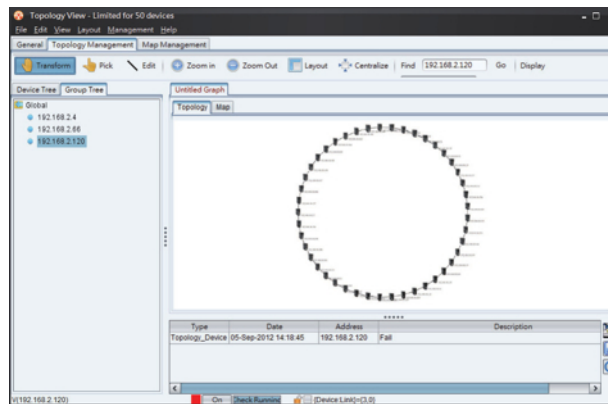 Topology View - Limited for 50 devices
File Edit View Layout Management Help
General Topology Management Map Management
Transform Pick Edit Zoom in Zoom Out Layout Centralize Find 192.168.2.120 Go Display
Device Tree Group Tree
Untitled Graph
Global
Topology Map
192.168.2.4
192.168.2.66
192.168.2.120
Type Date Address Description
Topology_Device 05-Sep-2012 14:18:45 192.168.2.120 Fail
V(192.168.2.120) On Check Running (Device:Link)=(3,0)